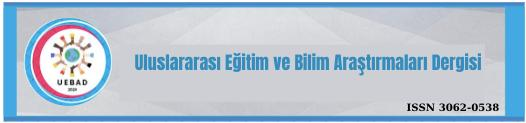 Uluslararası Eğitim ve Bilim Araştırmaları Dergisi
UEBAD
2024
ISSN 3062-0538